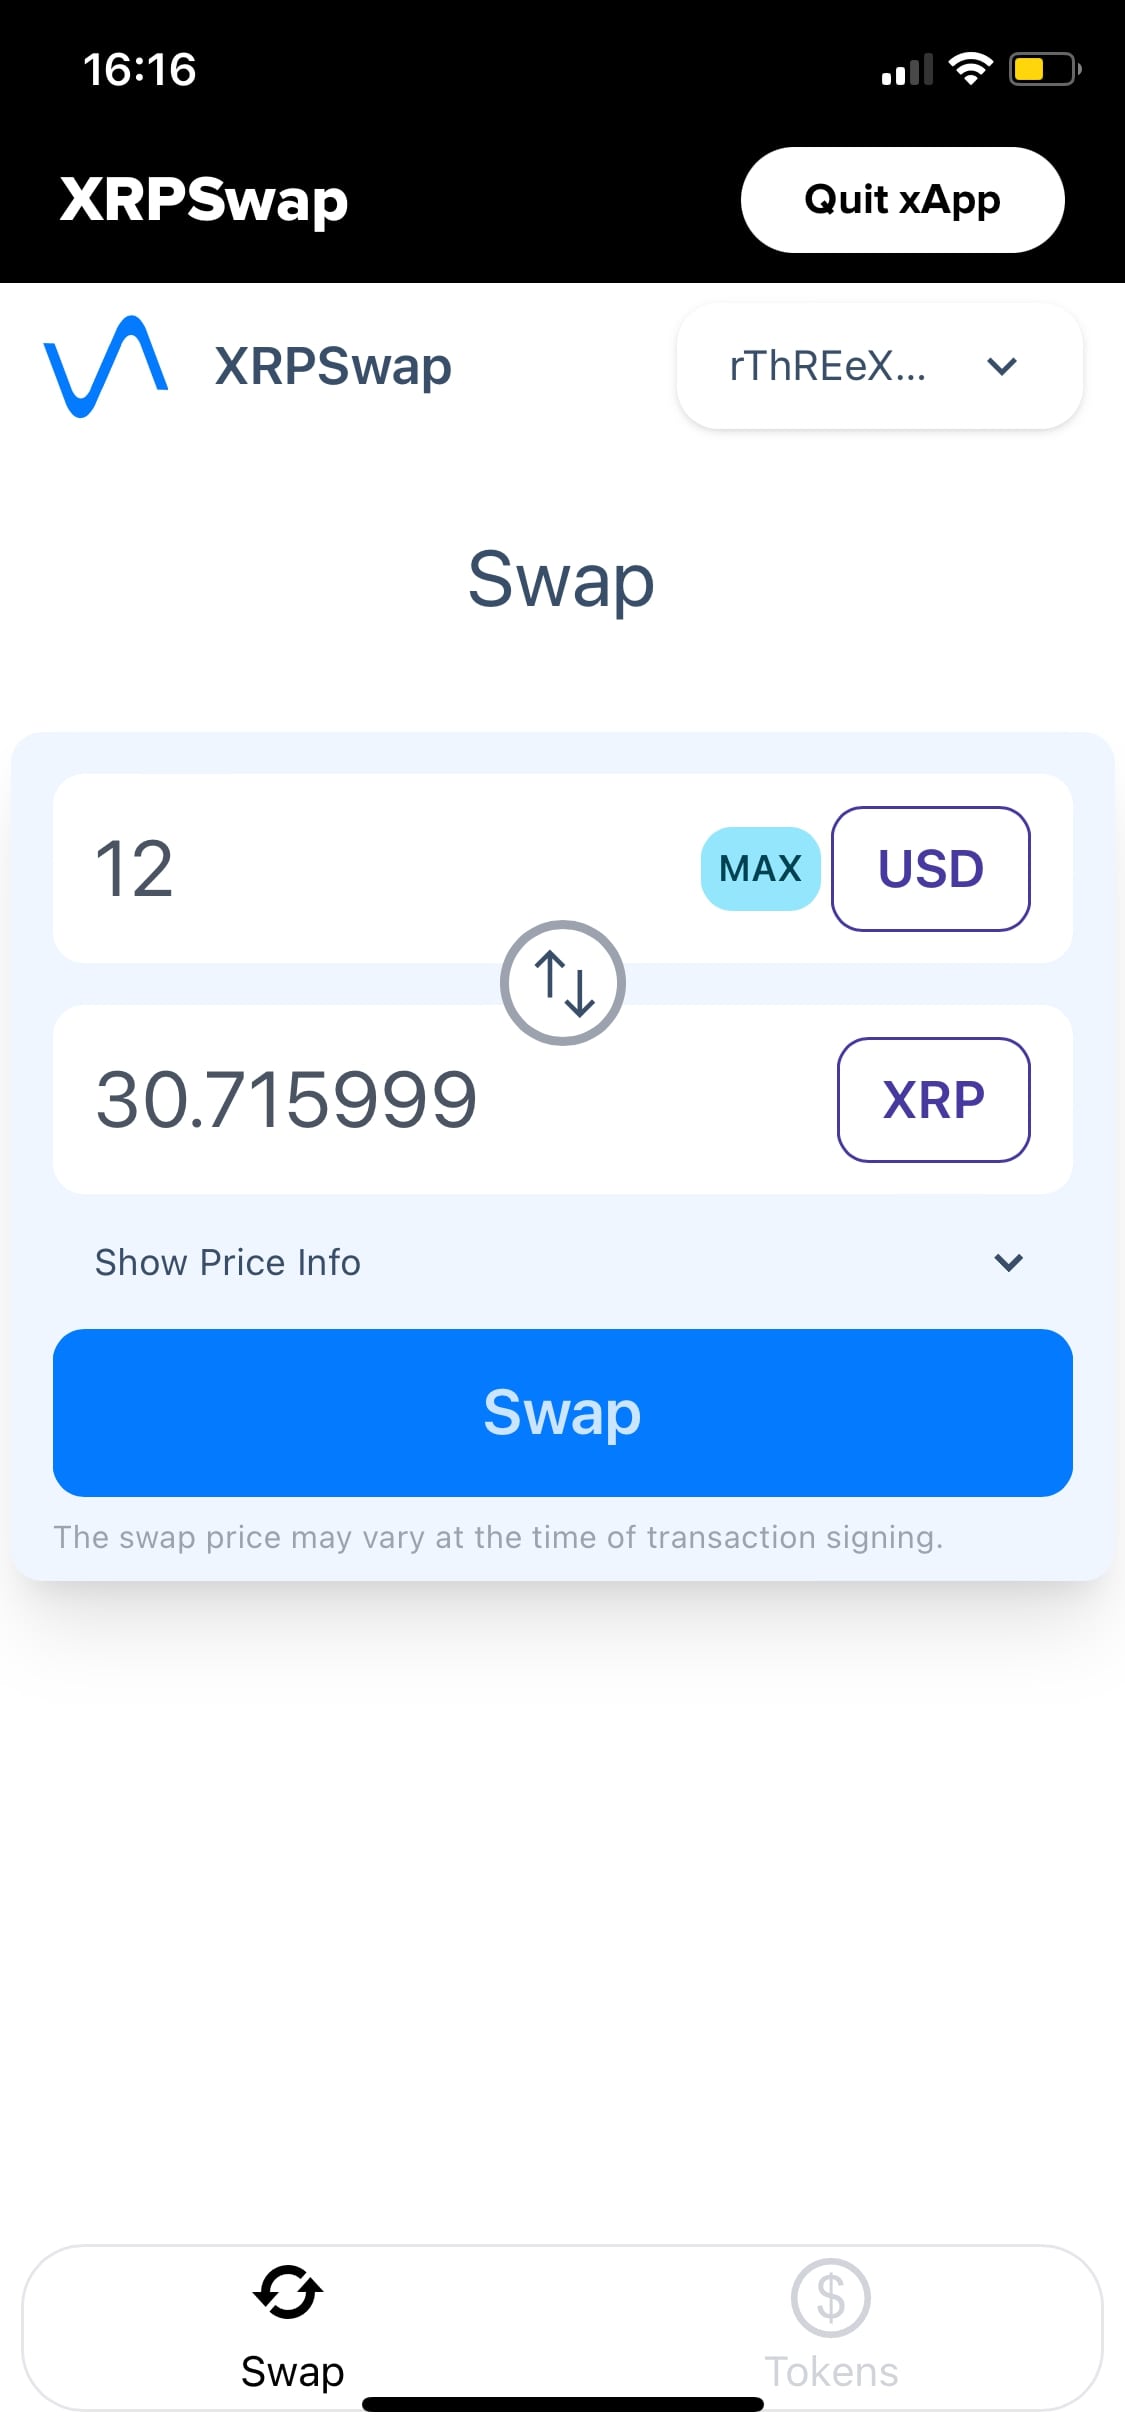 16:16
XRPSwap
Quit xApp
XRPSwap
rThREeX...
Swap
12
MAX
USD
30.715999
XRP
Show Price Info
Swap
The swap price may vary at the time of transaction signing.
Swap
Tokens